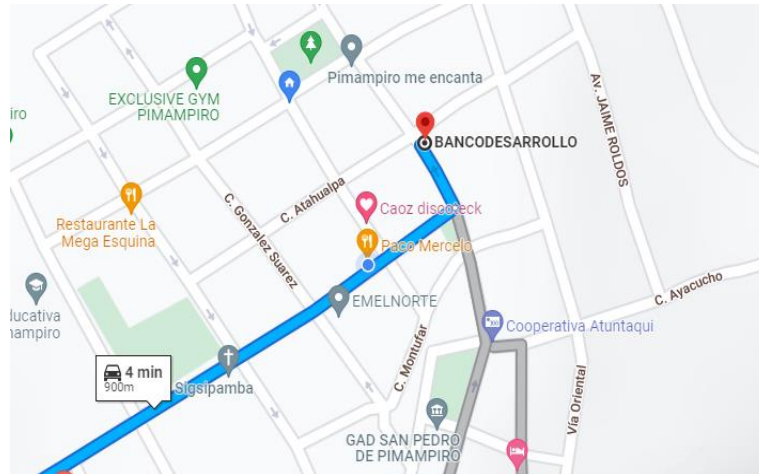 Pimampiro me encanta
EXCLUSIVE GYM
PIMAMPIRO
iro
BANCODESARROLLO
Av. JAIME ROLDOS
C. Atahualpa
Restaurante La
Mega Esquina
C. Gonzalez Suarez
Caoz discoteck
Paco Mercelo
EMELNORTE
C. Ayacucho
ducativa
mampiro
Cooperativa Atuntaqui
C. Montufar
4 min
900m
Sigsipamba
Vía Oriental
GAD SAN PEDRO
DE PIMAMPIRO